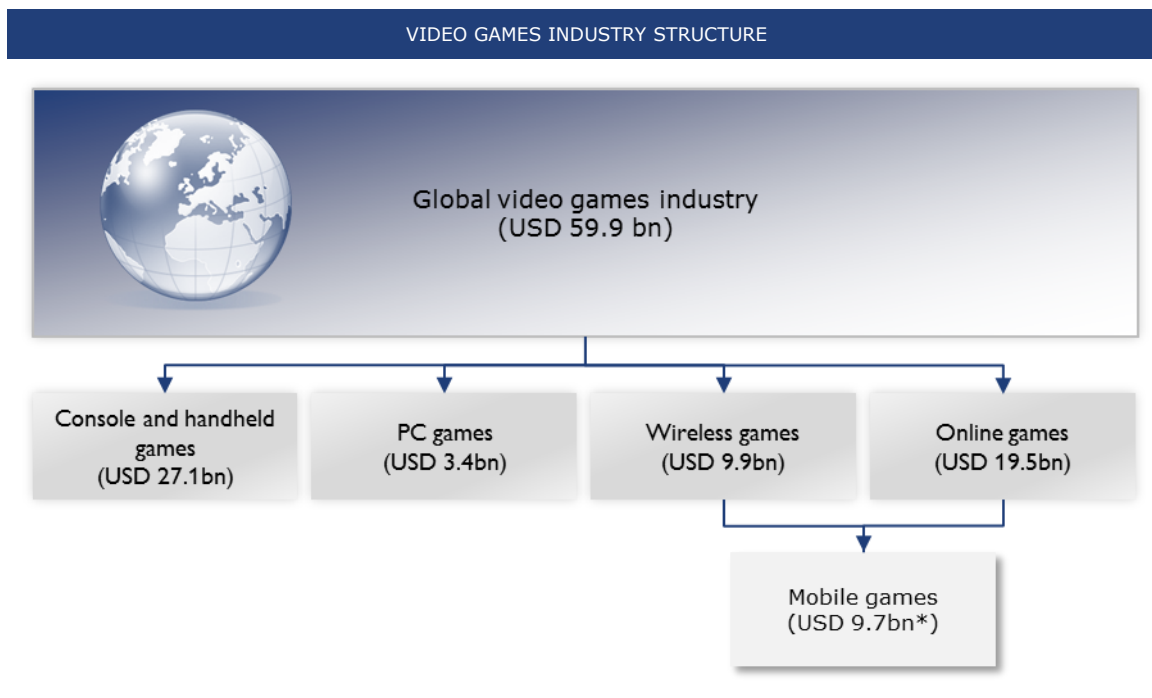 VIDEO GAMES INDUSTRY STRUCTURE
Global video games industry
(USD 59.9 bn)
Console and handheld
games
(USD 27.1bn)
PC games
(USD 3.4bn)
Wireless games
(USD 9.9bn)
Online games
(USD 19.5bn)
Mobile games
(USD 9.7bn*)